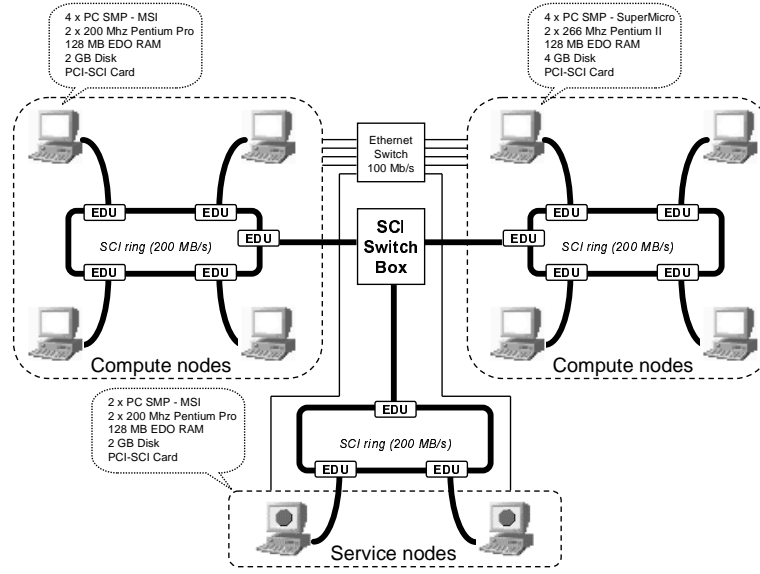 4 x PC SMP - MSI
2 x 200 Mhz Pentium Pro
128 MB EDO RAM
2 GB Disk
PCI-SCI Card
4 x PC SMP - SuperMicro
2 x 266 Mhz Pentium II
128 MB EDO RAM
4 GB Disk
PCI-SCI Card
Ethernet
Switch
100 Mb/s
EDU
EDU
EDU
SCI ring (200 MB/s)
EDU
EDU
Compute nodes
SCI
Switch
Box
EDU
EDU
EDU
SCI ring (200 MB/s)
EDU
EDU
Compute nodes
2 x PC SMP - MSI
2 x 200 Mhz Pentium Pro
128 MB EDO RAM
2 GB Disk
PCI-SCI Card
EDU
SCI ring (200 MB/s)
EDU
EDU
Service nodes